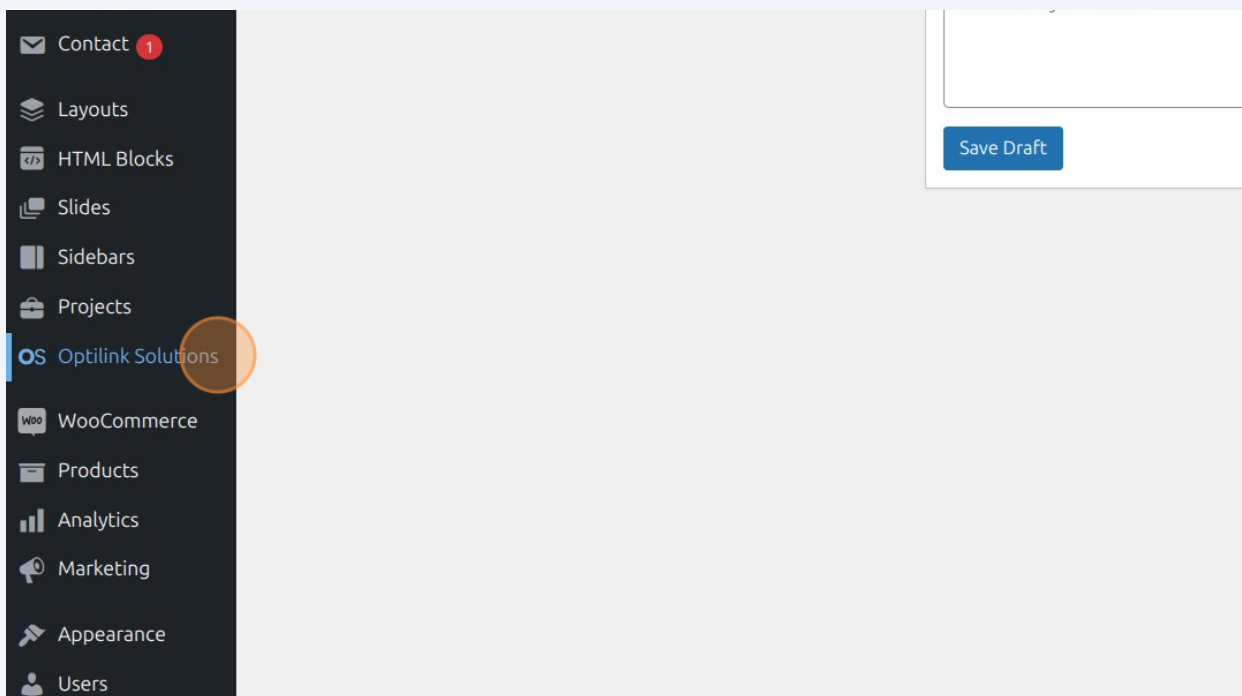 Contact 1
Layouts
HTML Blocks
Save Draft
Slides
Sidebars
Projects
OS Optilink Solutions
Woo WooCommerce
Products
Analytics
Marketing
Appearance
Users